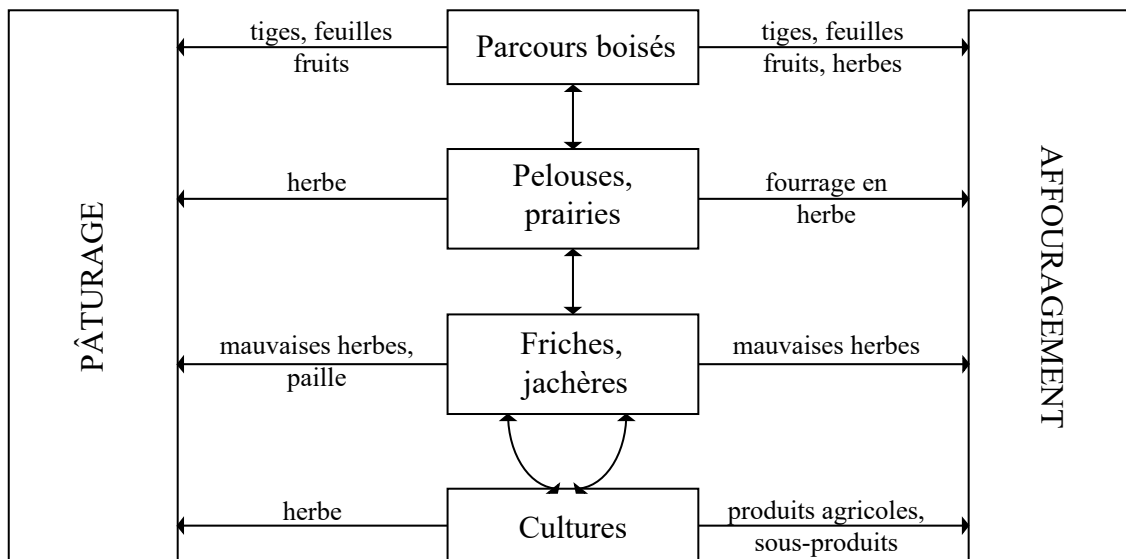 tiges, feuilles
fruits
Parcours boisés
tiges, feuilles
fruits, herbes
PÂTURAGE
herbe
Pelouses,
prairies
fourrage en
herbe
AFFOURAGEMENT
mauvaises herbes,
paille
Friches,
jachères
mauvaises herbes
herbe
Cultures
produits agricoles,
sous-produits